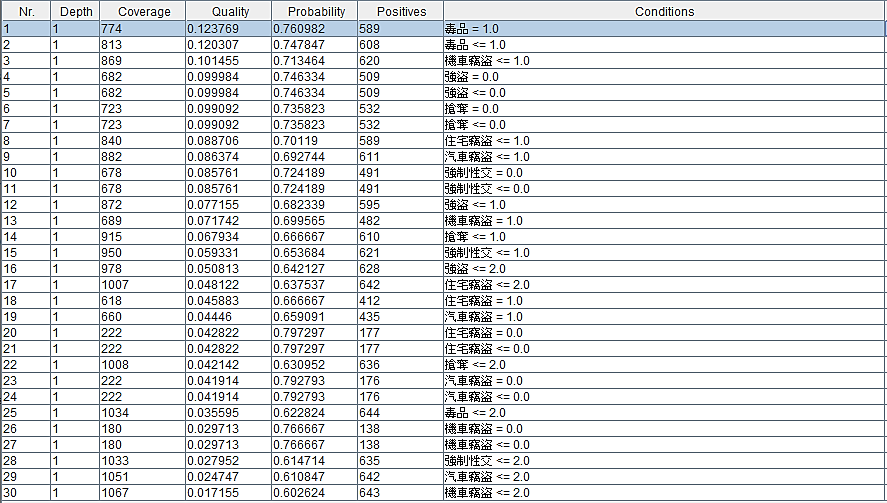 Nr. Depth Coverage Quality Probability Positives Conditions
1 1 774 0.123769 0.760982 589 毒品 = 1.0
2 1 813 0.120307 0.747847 608 毒品 <= 1.0
3 1 869 0.101455 0.713464 620 機車竊盜 <= 1.0
4 1 682 0.099984 0.746334 509 強盜 = 0.0
5 1 682 0.099984 0.746334 509 強盜 <= 0.0
6 1 723 0.099092 0.735823 532 搶奪 = 0.0
7 1 723 0.099092 0.735823 532 搶奪 <= 0.0
8 1 840 0.088706 0.70119 589 住宅竊盜 <= 1.0
9 1 882 0.086374 0.692744 611 汽車竊盜 <= 1.0
10 1 678 0.085761 0.724189 491 強制性交 = 0.0
11 1 678 0.085761 0.724189 491 強制性交 <= 0.0
12 1 872 0.077155 0.682339 595 強盜 <= 1.0
13 1 689 0.071742 0.699565 482 機車竊盜 = 1.0
14 1 915 0.067934 0.666667 610 搶奪 <= 1.0
15 1 950 0.059331 0.653684 621 強制性交 <= 1.0
16 1 978 0.050813 0.642127 628 強盜 <= 2.0
17 1 1007 0.048122 0.637537 642 住宅竊盜 <= 2.0
18 1 618 0.045883 0.666667 412 住宅竊盜 = 1.0
19 1 660 0.04446 0.659091 435 汽車竊盜 = 1.0
20 1 222 0.042822 0.797297 177 住宅竊盜 = 0.0
21 1 222 0.042822 0.797297 177 住宅竊盜 <= 0.0
22 1 1008 0.042142 0.630952 636 搶奪 <= 2.0
23 1 222 0.041914 0.792793 176 汽車竊盜 = 0.0
24 1 222 0.041914 0.792793 176 汽車竊盜 <= 0.0
25 1 1034 0.035595 0.622824 644 毒品 <= 2.0
26 1 180 0.029713 0.766667 138 機車竊盜 = 0.0
27 1 180 0.029713 0.766667 138 機車竊盜 <= 0.0
28 1 1033 0.027952 0.614714 635 強制性交 <= 2.0
29 1 1051 0.024747 0.610847 642 汽車竊盜 <= 2.0
30 1 1067 0.017155 0.602624 643 機車竊盜 <= 2.0